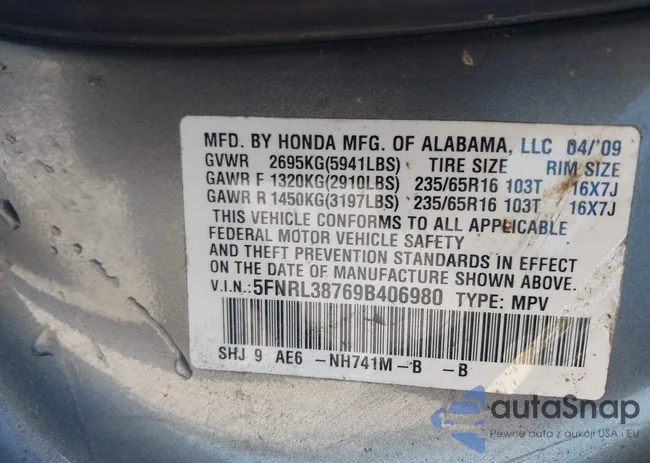 MFD. BY HONDA MFG. OF ALABAMA, LLC 04/'09
GVWR 2695KG(5941LBS) TIRE SIZE RIM SIZE
GAWR F 1320KG(2910LBS) 235/65R16 103T 16X7J
GAWR R 1450KG(3197LBS) 235/65R16 103T 16X7J
THIS VEHICLE CONFORMS TO ALL APPLICABLE
FEDERAL MOTOR VEHICLE SAFETY
AND THEFT PREVENTION STANDARDS IN EFFECT
ON THE DATE OF MANUFACTURE SHOWN ABOVE.
V.I.N.:5FNRL38769B406980 TYPE: MPV
SHJ 9 AE6 -NH741M -B -B
autaSnap
Pewne auta z aukcji USA i EU